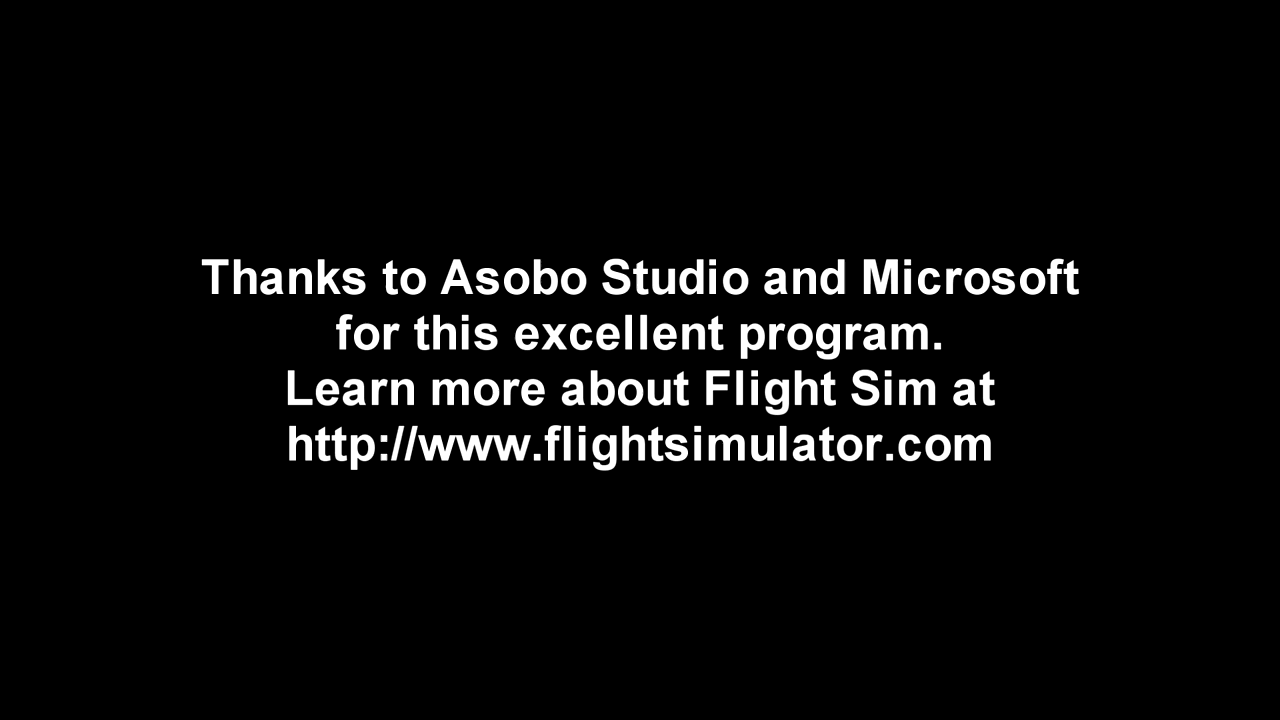 Thanks to Asobo Studio and Microsoft
for this excellent program.
Learn more about Flight Sim at
http://www.flightsimulator.com